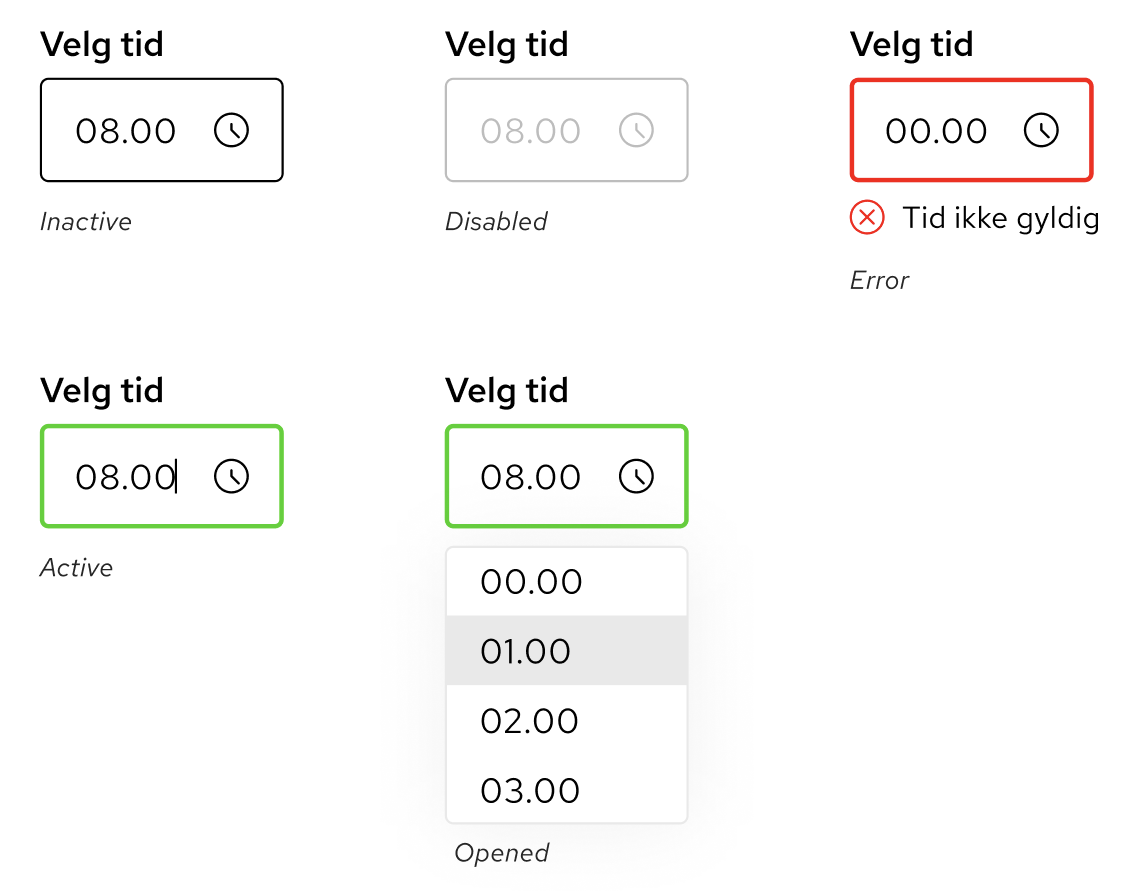 Velg tid
08.00
Inactive
Velg tid
08.00
Disabled
Velg tid
00.00
Tid ikke gyldig
Error
Velg tid
08.00
Active
Velg tid
08.00
00.00
01.00
02.00
03.00
Opened